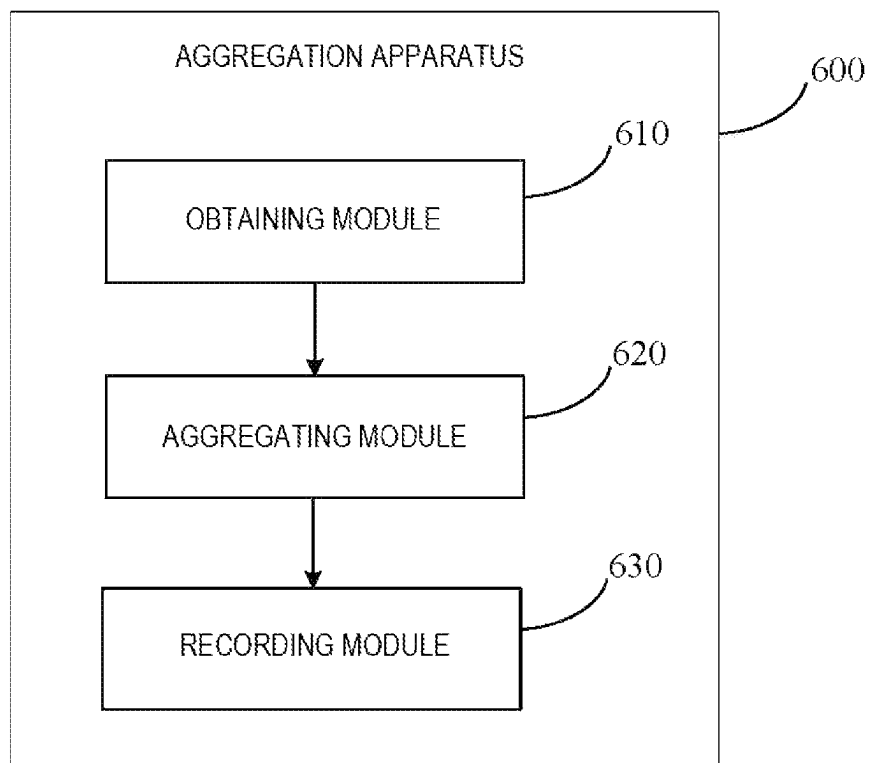 AGGREGATION APPARATUS
600
610
OBTAINING MODULE
620
AGGREGATING MODULE
630
RECORDING MODULE